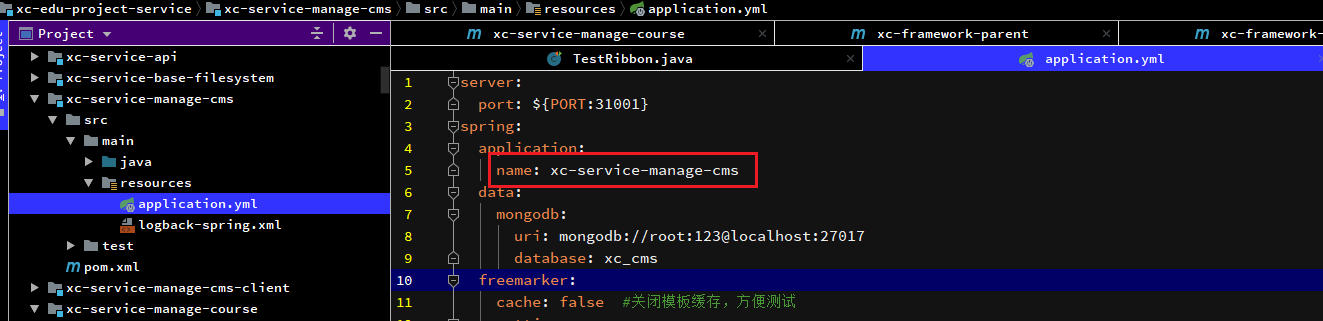 xc-edu-project-service xc-service-manage-cms src main resources application.yml
Project
xc-service-manage-course xc-framework-parent xc-framework-
TestRibbon.java application.yml
xc-service-api
xc-service-base-filesystem
xc-service-manage-cms
src
main
java
resources
application.yml
logback-spring.xml
test
pom.xml
xc-service-manage-cms-client
xc-service-manage-course
1 server:
2 port: ${PORT:31001}
3 spring:
4 application:
5 name: xc-service-manage-cms
6 data:
7 mongodb:
8 uri: mongodb://root:123@localhost:27017
9 database: xc_cms
10 freemarker:
11 cache: false #关闭模板缓存，方便测试